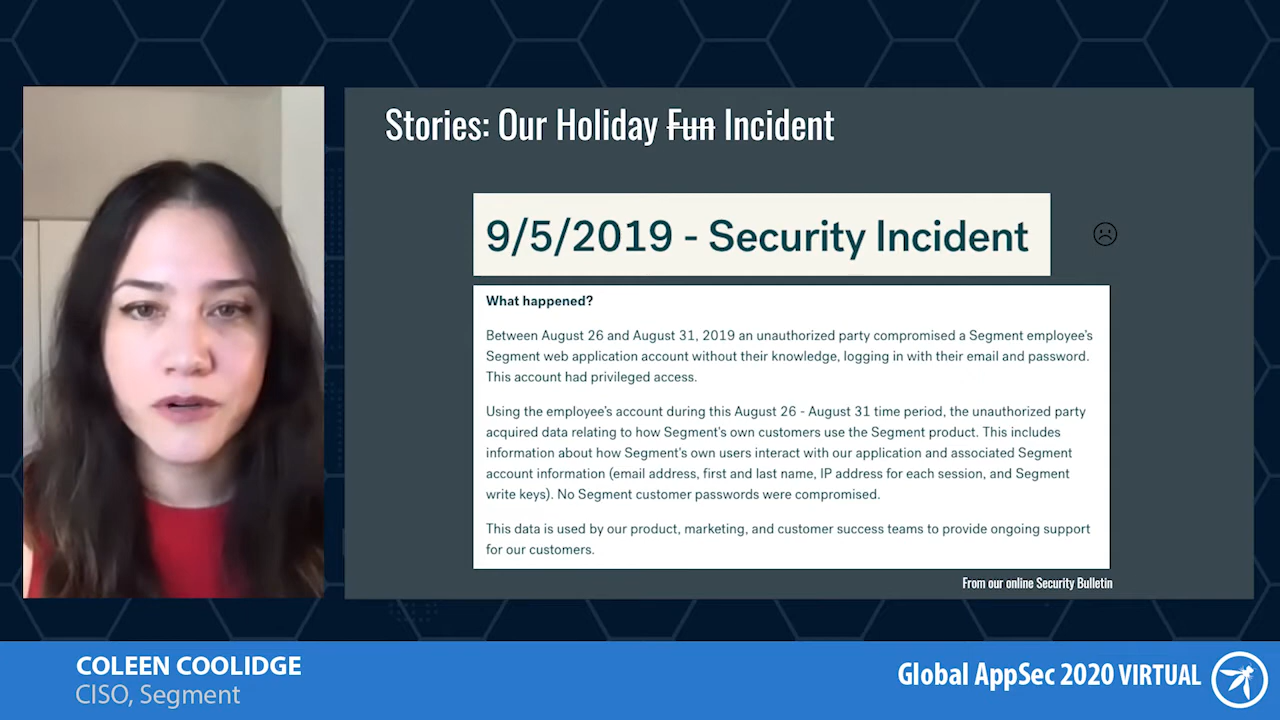 Stories: Our Holiday Fun Incident
9/5/2019 - Security Incident
What happened?
Between August 26 and August 31, 2019 an unauthorized party compromised a Segment employee's
Segment web application account without their knowledge, logging in with their email and password.
This account had privileged access.
Using the employee's account during this August 26 - August 31 time period, the unauthorized party
acquired data relating to how Segment's own customers use the Segment product. This includes
information about how Segment's own users interact with our application and associated Segment
account information (email address, first and last name, IP address for each session, and Segment
write keys). No Segment customer passwords were compromised.
This data is used by our product, marketing, and customer success teams to provide ongoing support
for our customers.
From our online Security Bulletin
COLEEN COOLIDGE
CISO, Segment
Global AppSec 2020 VIRTUAL